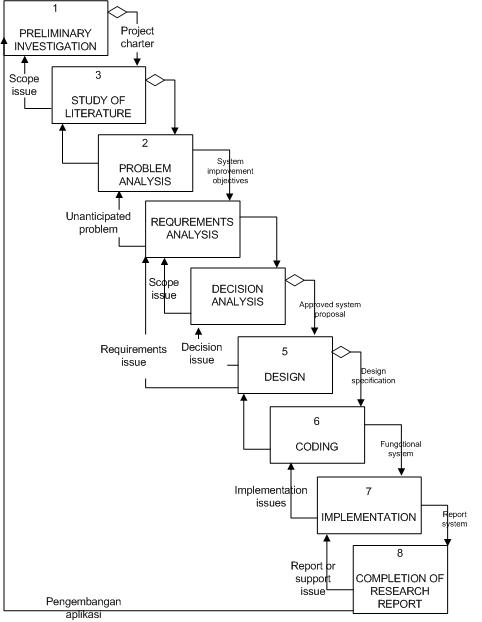 1
PRELIMINARY
INVESTIGATION
Project
charter
Scope
issue
3
STUDY OF
LITERATURE
2
PROBLEM
ANALYSIS
System
improvement
objectives
Unanticipated
problem
REQUREMENTS
ANALYSIS
Scope
issue
DECISION
ANALYSIS
Approved system
proposal
Requirements
issue
Decision
issue
5
DESIGN
Design
specification
6
CODING
Fungctional
system
Implementation
issues
7
IMPLEMENTATION
Report
system
Report or
support
issue
8
COMPLETION OF
RESEARCH
REPORT
Pengembangan
aplikasi